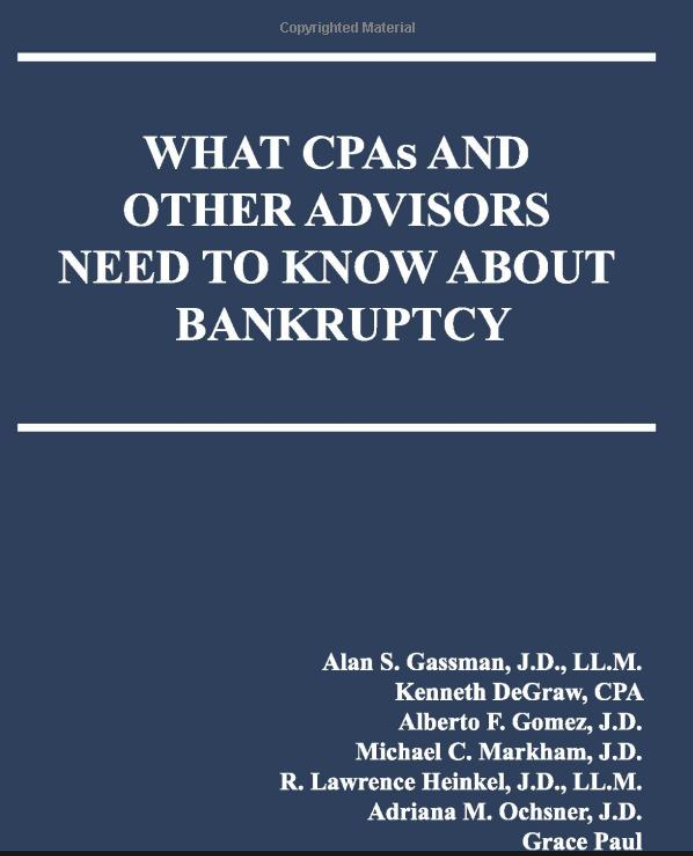 Copyrighted Material
WHAT CPAs AND
OTHER ADVISORS
NEED TO KNOW ABOUT
BANKRUPTCY
Alan S. Gassman, J.D., LL.M.
Kenneth DeGraw, CPA
Alberto F. Gomez, J.D.
Michael C. Markham, J.D.
R. Lawrence Heinkel, J.D., LL.M.
Adriana M. Ochsner, J.D.
Grace Paul